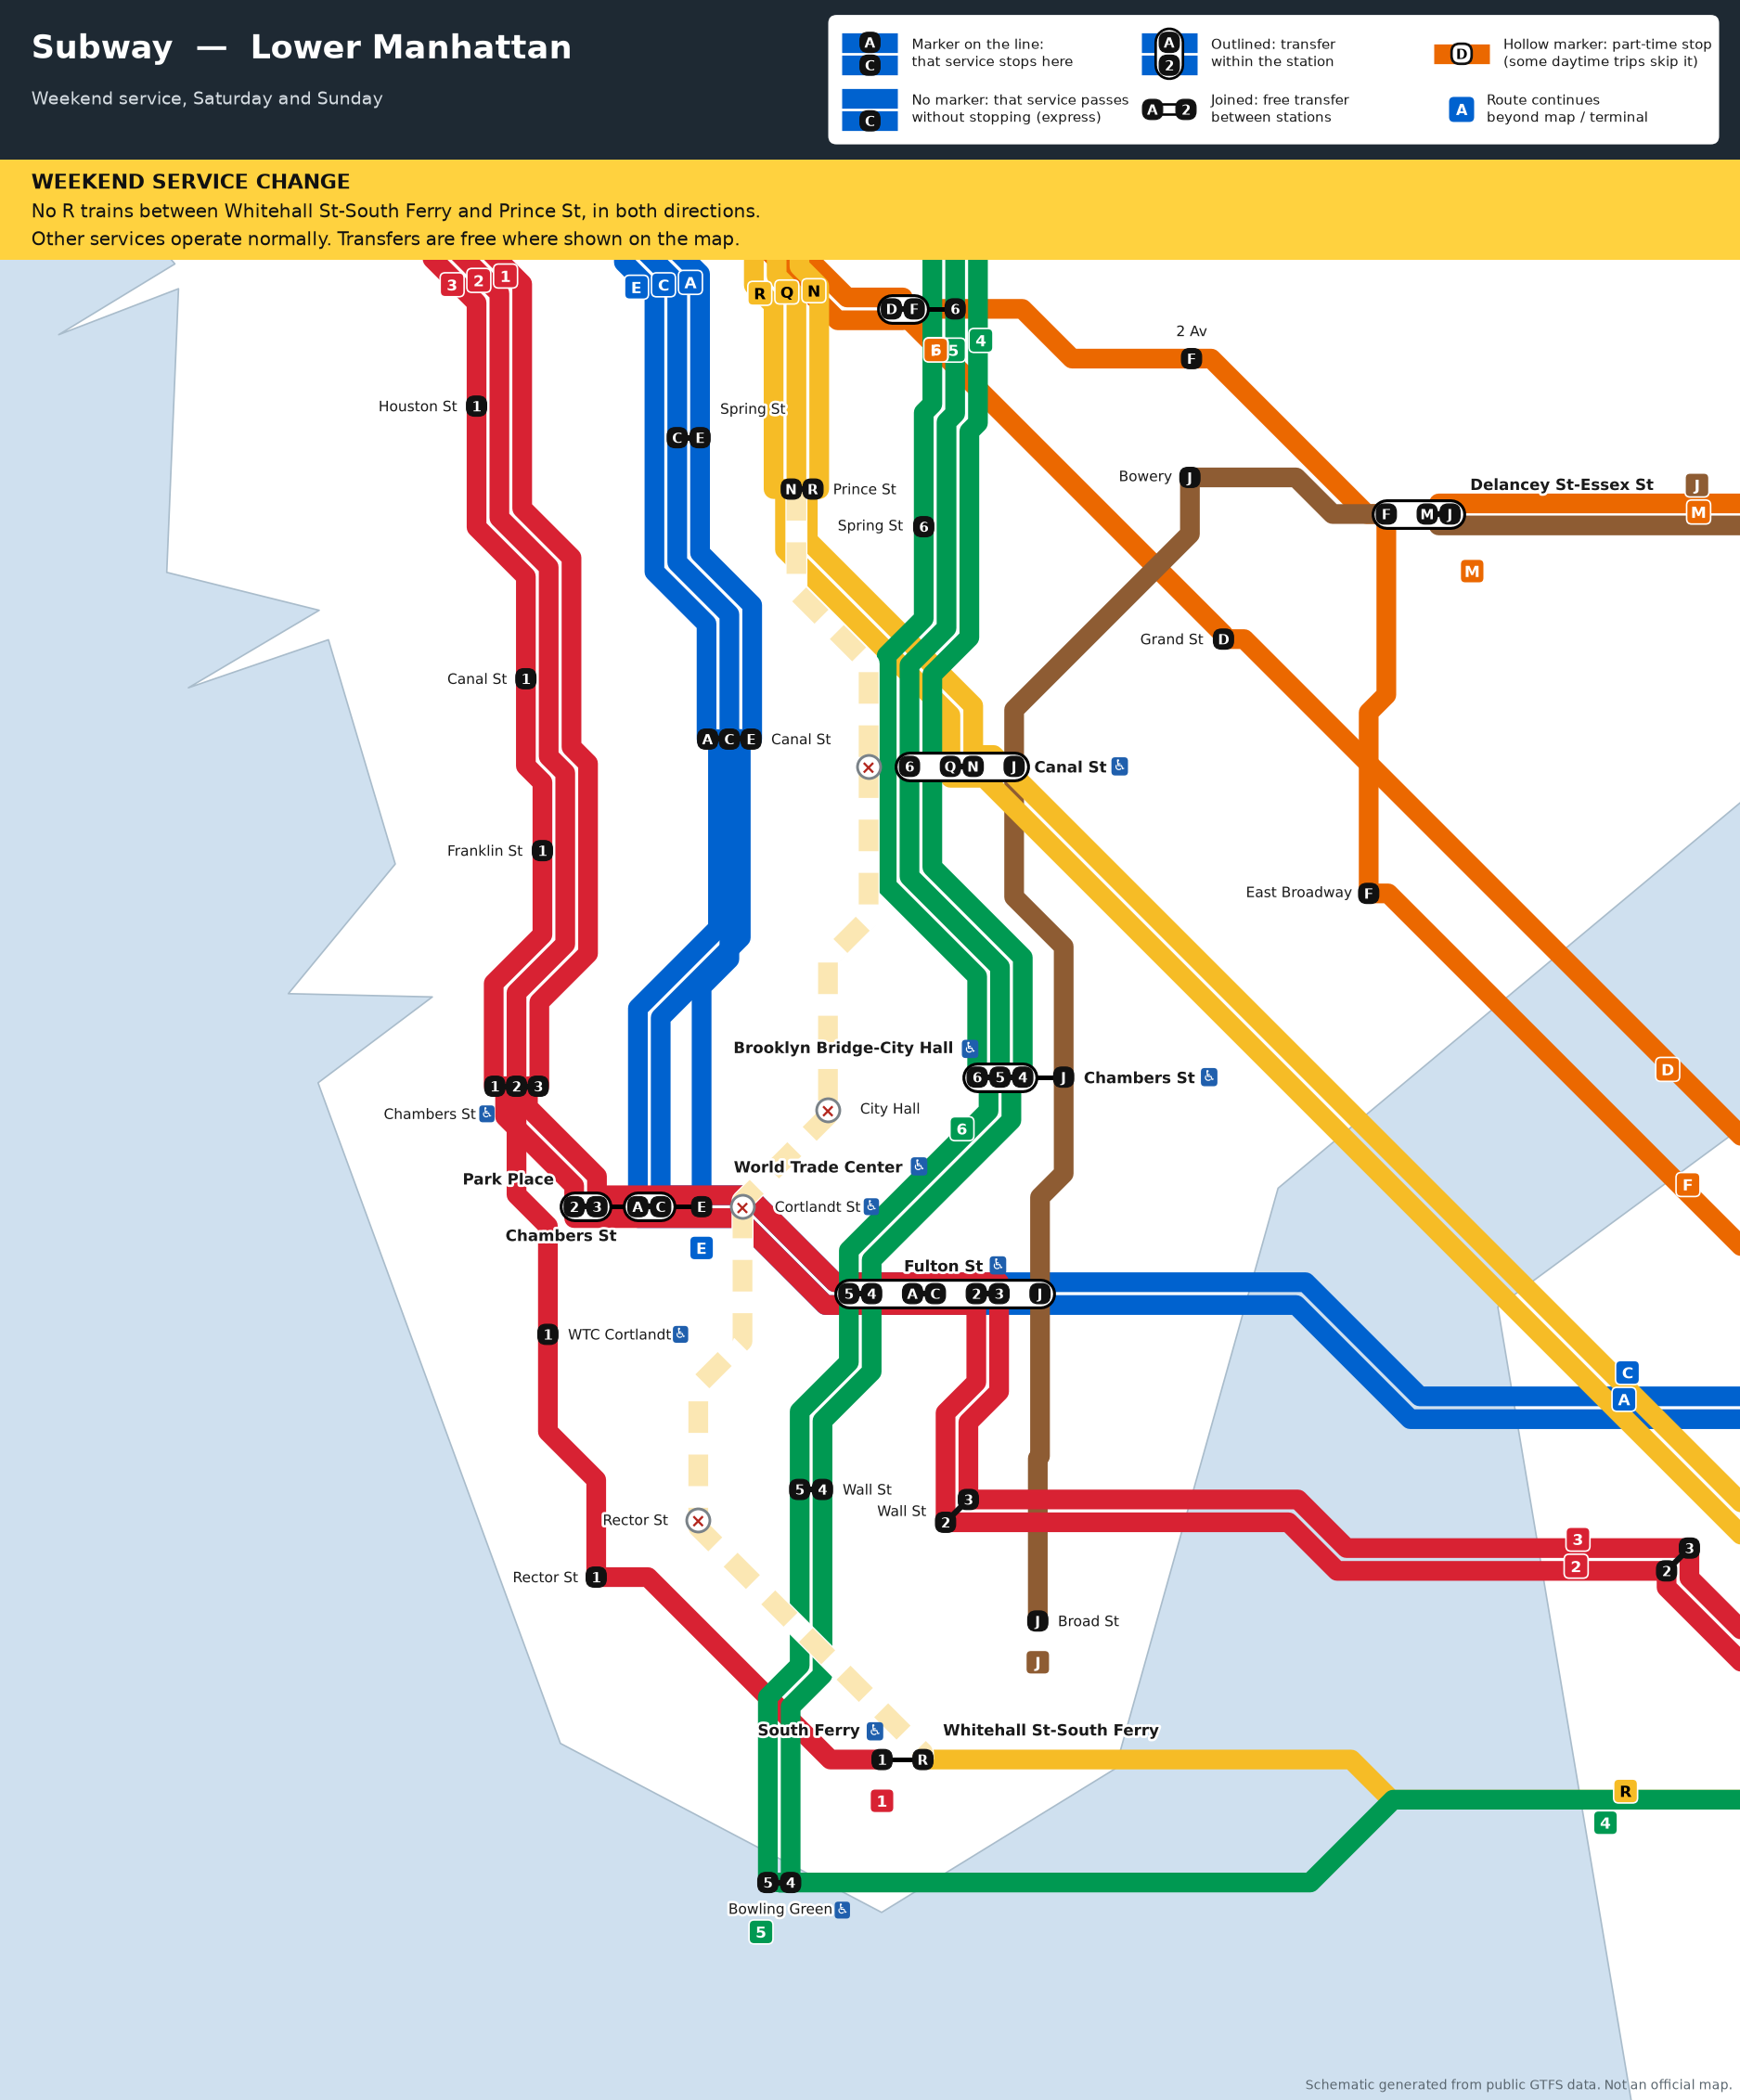 Subway — Lower Manhattan
Weekend service, Saturday and Sunday
A
C
Marker on the line:
that service stops here
A
2
Outlined: transfer
within the station
D
Hollow marker: part-time stop
(some daytime trips skip it)
C
No marker: that service passes
without stopping (express)
A 2
Joined: free transfer
between stations
A
Route continues
beyond map / terminal
WEEKEND SERVICE CHANGE
No R trains between Whitehall St-South Ferry and Prince St, in both directions.
Other services operate normally. Transfers are free where shown on the map.
3 2 1
E C A
R Q N
D F 6
5 4
2 Av
F
Houston St 1
Spring St
C E
Bowery J
Delancey St-Essex St J
M
F M J
N R Prince St
Spring St 6
M
Grand St D
Canal St 1
A C E Canal St
6 Q N J Canal St
Franklin St 1
East Broadway F
Brooklyn Bridge-City Hall
6 5 4 J Chambers St
D
1 2 3
Chambers St
City Hall
6
World Trade Center
Park Place
F
2 3 A C E Cortlandt St
Chambers St
E
Fulton St
5 4 A C 2 3 J
1 WTC Cortlandt
C
A
5 4 Wall St
3
Wall St
2
Rector St
3
2
3
2
Rector St 1
J Broad St
J
South Ferry
Whitehall St-South Ferry
1 R
1
R
4
5 4
Bowling Green
5
Schematic generated from public GTFS data. Not an official map.